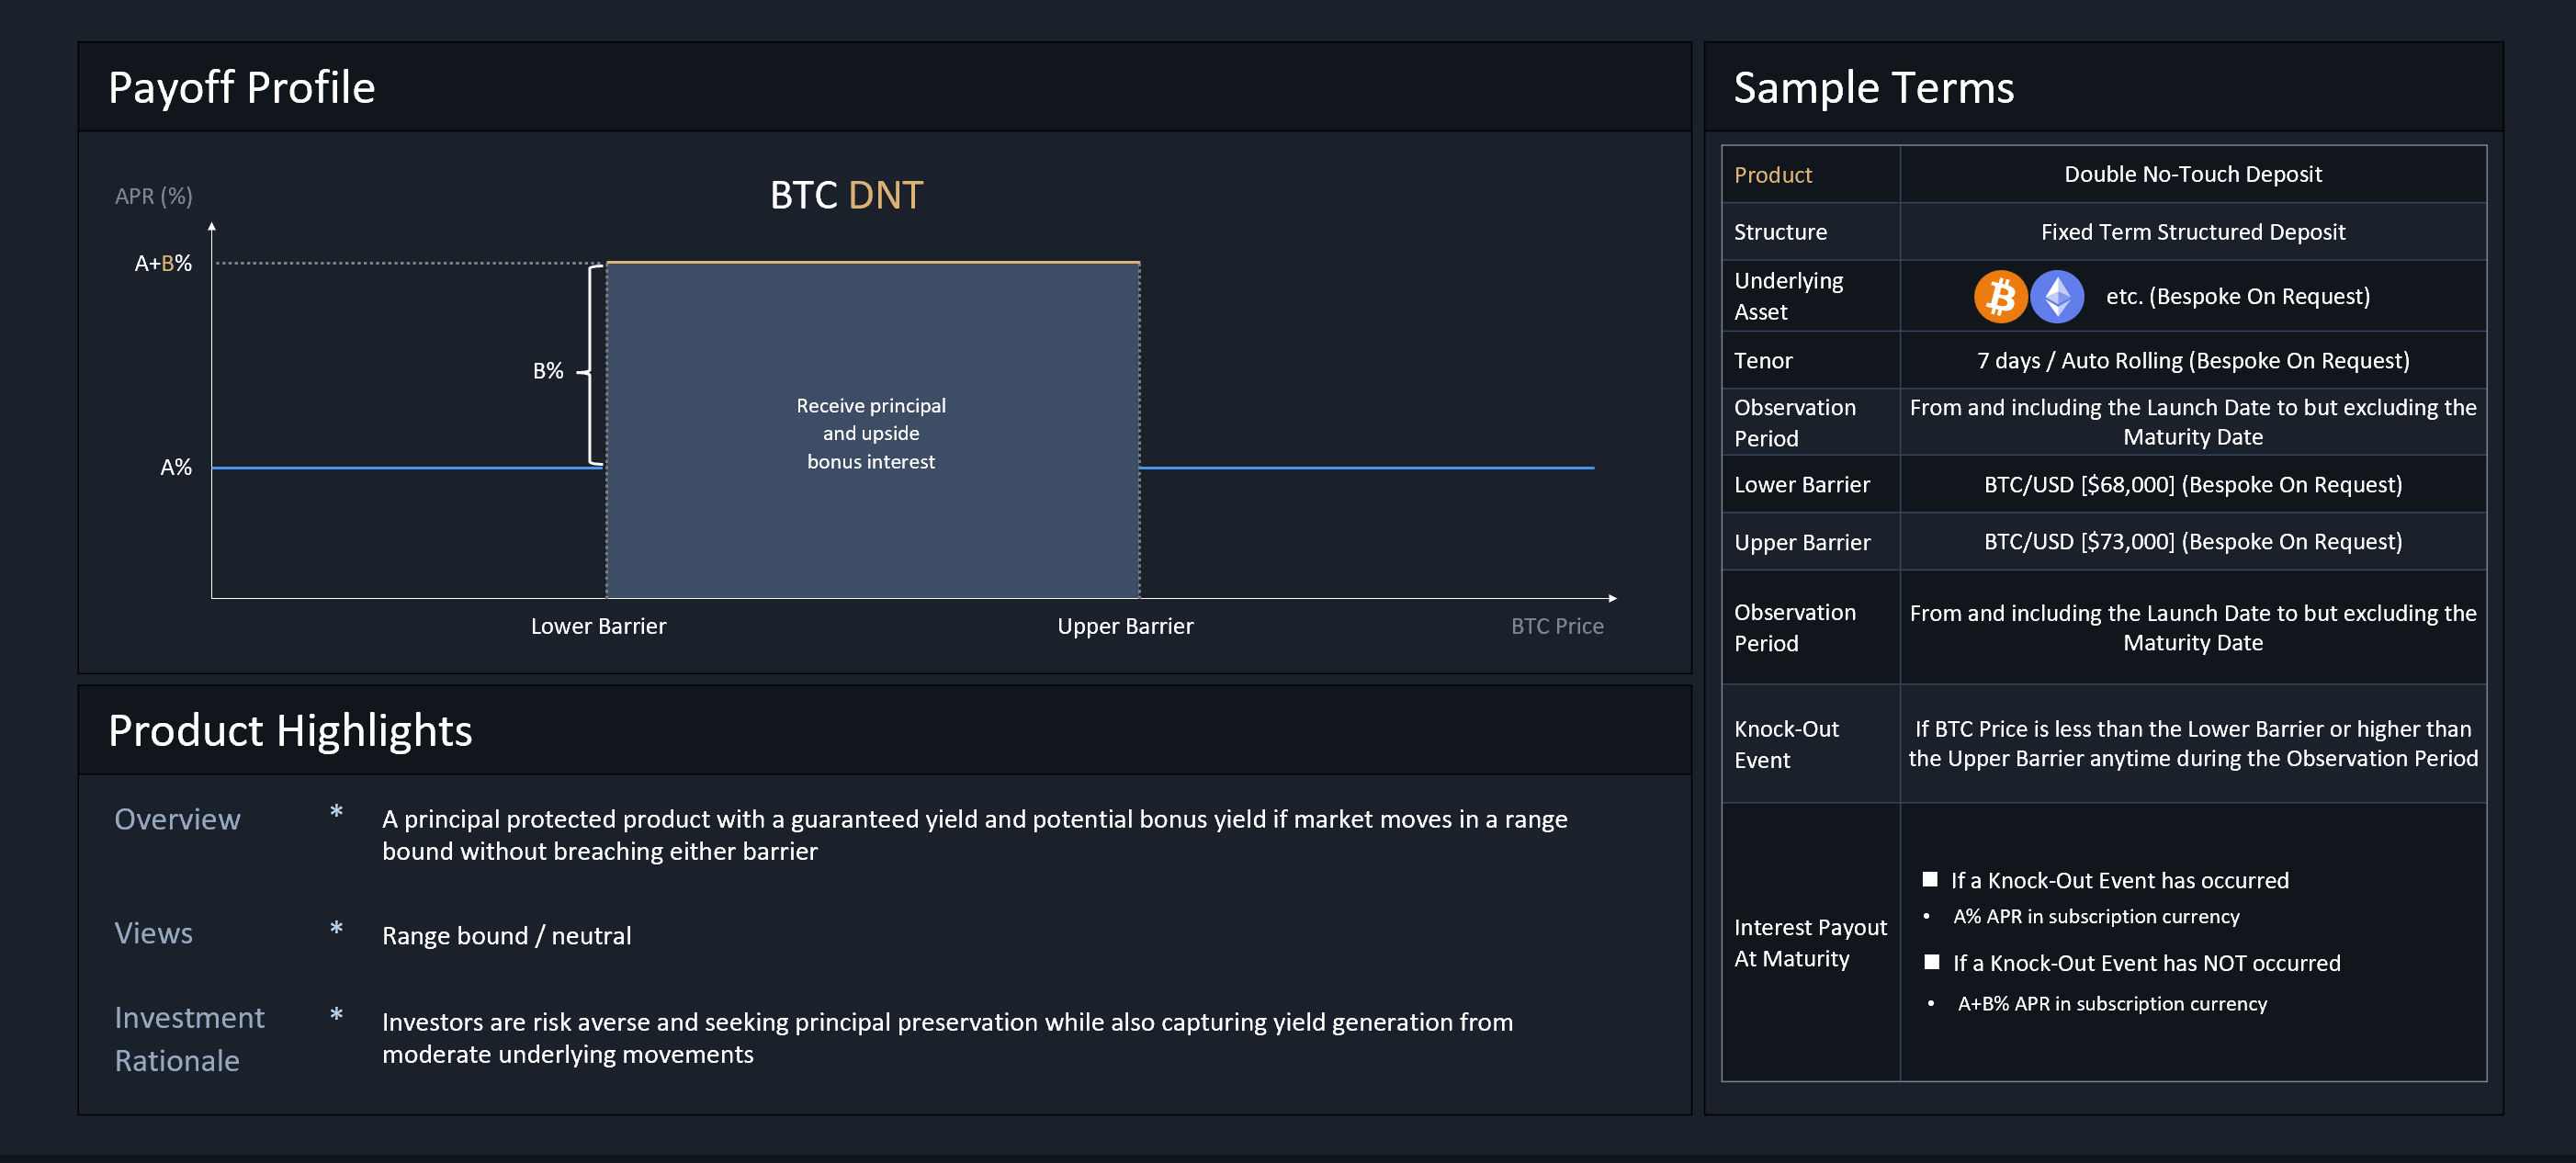 Payoff Profile
BTC DNT
APR (%)
A+B%
B%
A%
Receive principal
and upside
bonus interest
Lower Barrier
Upper Barrier
BTC Price
Product Highlights
Overview * A principal protected product with a guaranteed yield and potential bonus yield if market moves in a range
bound without breaching either barrier
Views * Range bound / neutral
Investment
Rationale
* Investors are risk averse and seeking principal preservation while also capturing yield generation from
moderate underlying movements
Sample Terms
Product
Double No-Touch Deposit
Structure
Fixed Term Structured Deposit
Underlying
Asset
etc. (Bespoke On Request)
Tenor
7 days / Auto Rolling (Bespoke On Request)
Observation
Period
From and including the Launch Date to but excluding the
Maturity Date
Lower Barrier
BTC/USD [$68,000] (Bespoke On Request)
Upper Barrier
BTC/USD [$73,000] (Bespoke On Request)
Observation
Period
From and including the Launch Date to but excluding the
Maturity Date
Knock-Out
Event
If BTC Price is less than the Lower Barrier or higher than
the Upper Barrier anytime during the Observation Period
Interest Payout
At Maturity
■ If a Knock-Out Event has occurred
• A% APR in subscription currency
■ If a Knock-Out Event has NOT occurred
• A+B% APR in subscription currency